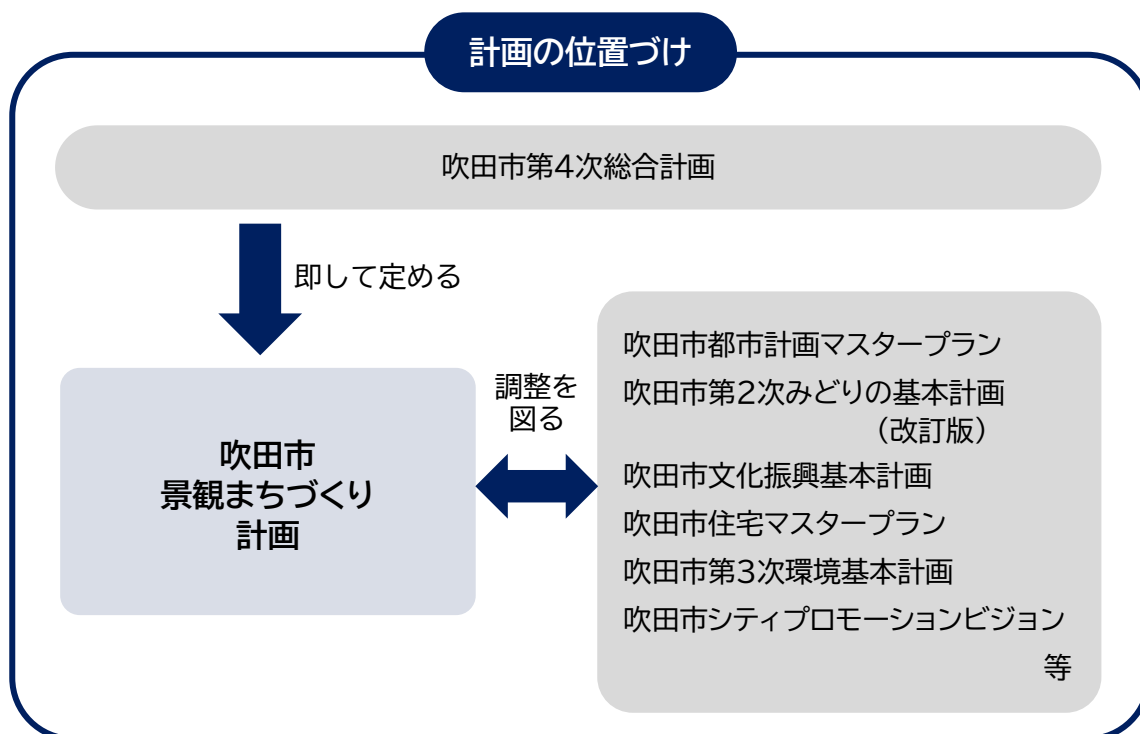 計画の位置づけ
吹田市第4次総合計画
即して定める
吹田市
景観まちづくり
計画
調整を
図る
吹田市都市計画マスタープラン
吹田市第2次みどりの基本計画
（改訂版）
吹田市文化振興基本計画
吹田市住宅マスタープラン
吹田市第3次環境基本計画
吹田市シティプロモーションビジョン
等